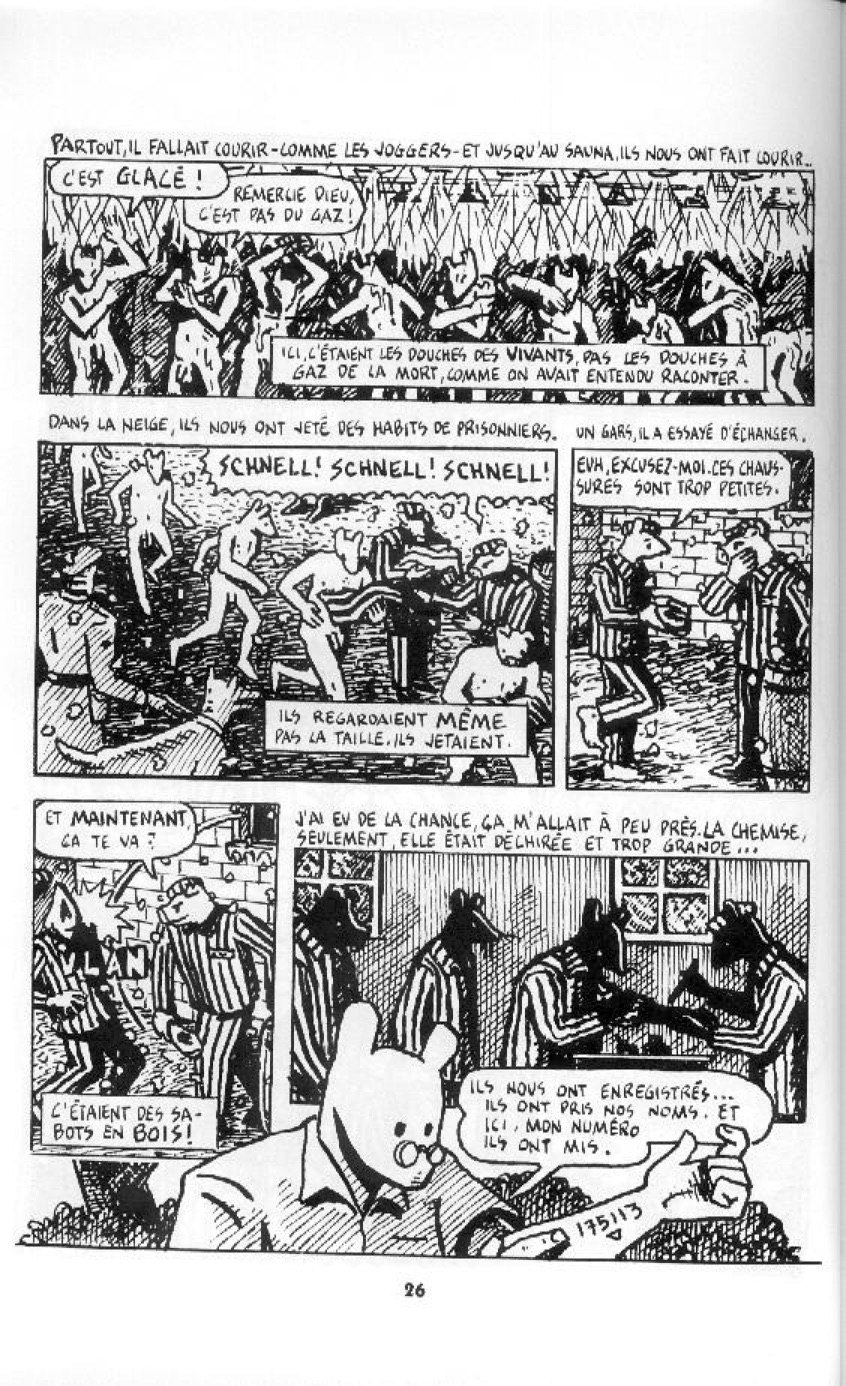 PARTOUT, IL FALLAIT COURIR - COMME LES JOGGERS - ET JUSQU'AU SAUNA, ILS NOUS ONT FAIT COURIR...
C'EST GLACÉ !
REMERCIE DIEU,
C'EST PAS DU GAZ !
ICI, C'ÉTAIENT LES DOUCHES DES VIVANTS, PAS LES DOUCHES À
GAZ DE LA MORT, COMME ON AVAIT ENTENDU RACONTER.
DANS LA NEIGE, ILS NOUS ONT JETÉ DES HABITS DE PRISONNIERS.
SCHNELL! SCHNELL! SCHNELL!
ILS REGARDAIENT MÊME
PAS LA TAILLE. ILS JETAIENT.
UN GARS, IL A ESSAYÉ D'ÉCHANGER.
EUH, EXCUSEZ-MOI. CES CHAUS-
SURES SONT TROP PETITES.
ET MAINTENANT,
ÇA TE VA ?
VLAN
C'ÉTAIENT DES SA-
BOTS EN BOIS !
J'AI EU DE LA CHANCE, ÇA M'ALLAIT À PEU PRÈS. LA CHEMISE,
SEULEMENT, ELLE ÉTAIT DÉCHIRÉE ET TROP GRANDE...
ILS NOUS ONT ENREGISTRÉS...
ILS ONT PRIS NOS NOMS. ET
ICI, MON NUMÉRO
ILS ONT MIS.
175113
26